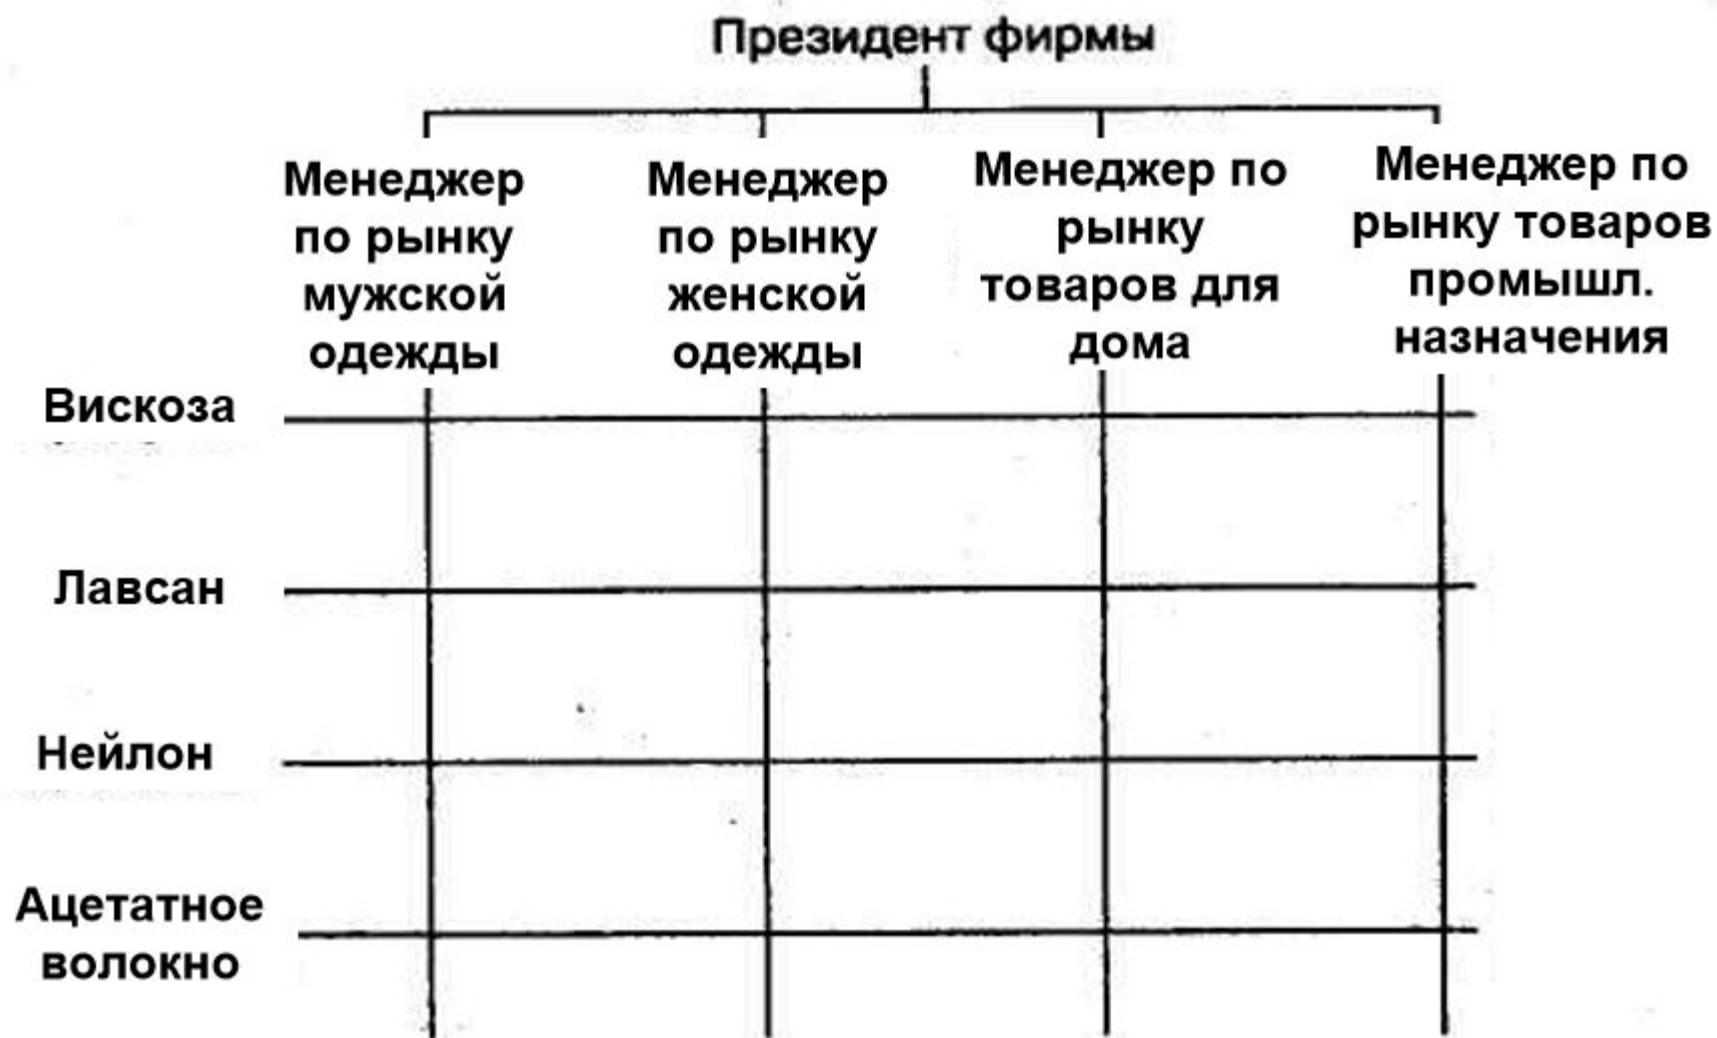 Президент фирмы
Менеджер
по рынку
мужской
одежды
Менеджер
по рынку
женской
одежды
Менеджер по
рынку
товаров для
дома
Менеджер по
рынку товаров
промышл.
назначения
Вискоза
Лавсан
Нейлон
Ацетатное
волокно